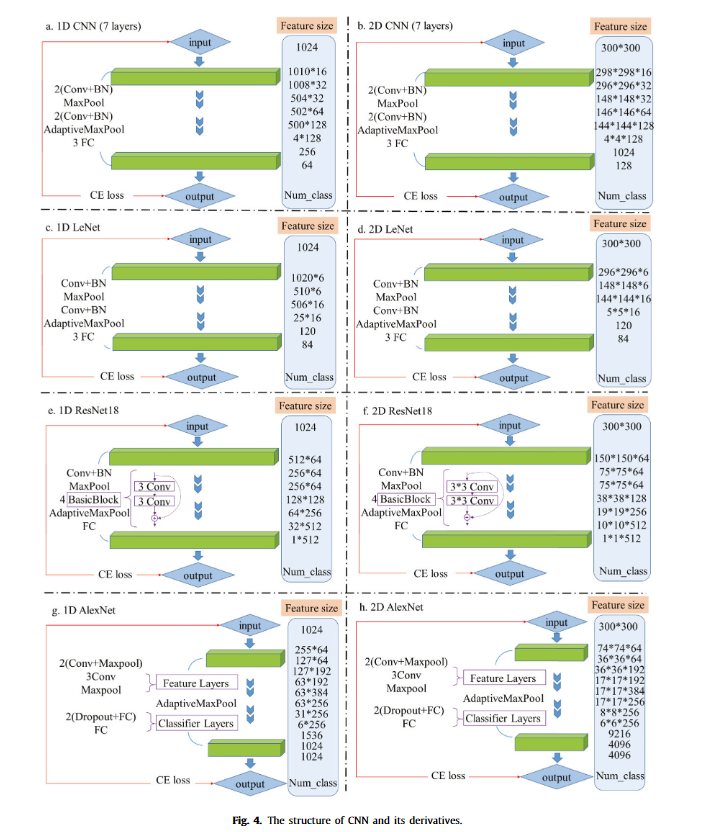 a. 1D CNN (7 layers)
Feature size
input
1024
2(Conv+BN)
MaxPool
2(Conv+BN)
AdaptiveMaxPool
3 FC
1010*16
1008*32
504*32
502*64
500*128
4*128
256
64
CE loss
output
Num_class
b. 2D CNN (7 layers)
Feature size
input
300*300
2(Conv+BN)
MaxPool
2(Conv+BN)
AdaptiveMaxPool
3 FC
298*298*16
296*296*32
148*148*32
146*146*64
144*144*128
4*4*128
1024
128
CE loss
output
Num_class
c. 1D LeNet
Feature size
input
1024
Conv+BN
MaxPool
Conv+BN
AdaptiveMaxPool
3 FC
1020*6
510*6
506*16
25*16
120
84
CE loss
output
Num_class
d. 2D LeNet
Feature size
input
300*300
Conv+BN
MaxPool
Conv+BN
AdaptiveMaxPool
3 FC
296*296*6
148*148*6
144*144*16
5*5*16
120
84
CE loss
output
Num_class
e. 1D ResNet18
Feature size
input
1024
Conv+BN
MaxPool
4 BasicBlock
AdaptiveMaxPool
FC
3 Conv
3 Conv
512*64
256*64
256*64
128*128
64*256
32*512
1*512
CE loss
output
Num_class
f. 2D ResNet18
Feature size
input
300*300
Conv+BN
MaxPool
4 BasicBlock
AdaptiveMaxPool
FC
3*3 Conv
3*3 Conv
150*150*64
75*75*64
75*75*64
38*38*128
19*19*256
10*10*512
1*1*512
CE loss
output
Num_class
g. 1D AlexNet
Feature size
input
1024
2(Conv+Maxpool)
3Conv
Maxpool
Feature Layers
AdaptiveMaxPool
2(Dropout+FC)
FC
Classifier Layers
255*64
127*64
127*192
63*192
63*384
63*256
31*256
6*256
1536
1024
1024
CE loss
output
Num_class
h. 2D AlexNet
Feature size
input
300*300
2(Conv+Maxpool)
3Conv
Maxpool
Feature Layers
AdaptiveMaxPool
2(Dropout+FC)
FC
Classifier Layers
74*74*64
36*36*64
36*36*192
17*17*192
17*17*384
17*17*256
8*8*256
6*6*256
9216
4096
4096
CE loss
output
Num_class
Fig. 4. The structure of CNN and its derivatives.